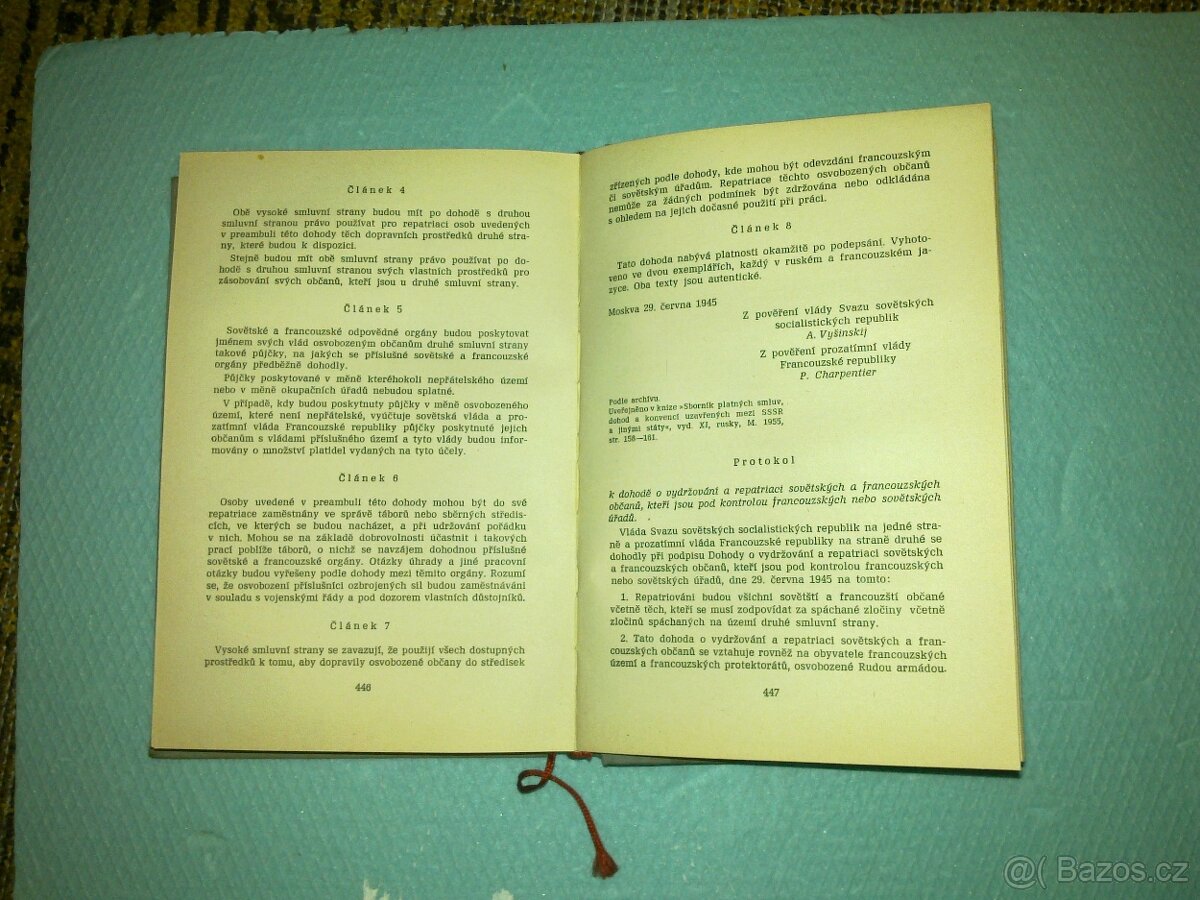 Článek 4
Obě vysoké smluvní strany budou mít po dohodě s druhou
smluvní stranou právo používat pro repatriaci osob uvedených
v preambuli této dohody těch dopravních prostředků druhé stra-
ny, které budou k dispozici.
Stejně budou mít obě smluvní strany právo používat po do-
hodě s druhou smluvní stranou svých vlastních prostředků pro
zásobování svých občanů, kteří jsou u druhé smluvní strany.
Článek 5
Sovětské a francouzské odpovědné orgány budou poskytovat
jménem svých vlád osvobozeným občanům druhé smluvní strany
takové půjčky, na jakých se příslušné sovětské a francouzské
orgány předběžně dohodly.
Půjčky poskytované v měně kteréhokoli nepřátelského území
nebo v měně okupačních úřadů nebudou splatné.
V případě, kdy budou poskytnuty půjčky v měně osvobozeného
území, které není nepřátelské, vyúčtuje sovětská vláda a pro-
zatímní vláda Francouzské republiky půjčky poskytnuté jejich
občanům s vládami příslušného území a tyto vlády budou infor-
movány o množství platidel vydaných na tyto účely.
Článek 6
Osoby uvedené v preambuli této dohody mohou být do své
repatriace zaměstnány ve správě táborů nebo sběrných středis-
cích, ve kterých se budou nacházet, a při udržování pořádku
v nich. Mohou se na základě dobrovolnosti účastnit i takových
prací poblíže táborů, o nichž se navzájem dohodnou příslušné
sovětské a francouzské orgány. Otázky úhrady a jiné pracovní
otázky budou vyřešeny podle dohody mezi těmito orgány. Rozumí
se, že osvobození příslušníci ozbrojených sil budou zaměstnáváni
v souladu s vojenskými řády a pod dozorem vlastních důstojníků.
Článek 7
Vysoké smluvní strany se zavazují, že použijí všech dostupných
prostředků k tomu, aby dopravily osvobozené občany do středisek
446
zřízených podle dohody, kde mohou být odevzdáni francouzským
či sovětským úřadům. Repatriace těchto osvobozených občanů
nemůže za žádných podmínek být zdržována nebo odkládána
s ohledem na jejich dočasné použití při práci.
Článek 8
Tato dohoda nabývá platnosti okamžitě po podepsání. Vyhoto-
veno ve dvou exemplářích, každý v ruském a francouzském ja-
zyce. Oba texty jsou autentické.
Moskva 29. června 1945
Z pověření vlády Svazu sovětských
socialistických republik
A. Vyšinskij
Z pověření prozatímní vlády
Francouzské republiky
P. Charpentier
Podle archivu.
Uveřejněno v knize »Sborník platných smluv,
dohod a konvencí uzavřených mezi SSSR
a jinými státy«, vyd. XI, rusky, M. 1955,
str. 158—161.
Protokol
k dohodě o vydržování a repatriaci sovětských a francouzských
občanů, kteří jsou pod kontrolou francouzských nebo sovětských
úřadů.
Vláda Svazu sovětských socialistických republik na jedné stra-
ně a prozatímní vláda Francouzské republiky na straně druhé se
dohodly při podpisu Dohody o vydržování a repatriaci sovětských
a francouzských občanů, kteří jsou pod kontrolou francouzských
nebo sovětských úřadů, dne 29. června 1945 na tomto:
1. Repatriováni budou všichni sovětští a francouzští občané
včetně těch, kteří se musí zodpovídat za spáchané zločiny včetně
zločinů spáchaných na území druhé smluvní strany.
2. Tato dohoda o vydržování a repatriaci sovětských a fran-
couzských občanů se vztahuje rovněž na obyvatele francouzských
území a francouzských protektorátů, osvobozené Rudou armádou.
447
@( Bazos.cz